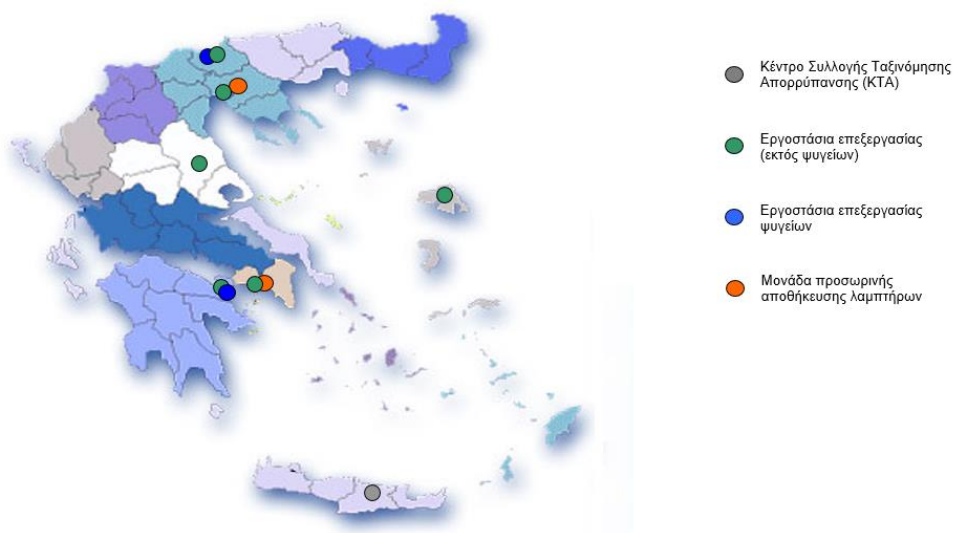 Κέντρο Συλλογής Ταξινόμησης
Απορρύπανσης (ΚΤΑ)
Εργοστάσια επεξεργασίας
(εκτός ψυγείων)
Εργοστάσια επεξεργασίας
ψυγείων
Μονάδα προσωρινής
αποθήκευσης λαμπτήρων